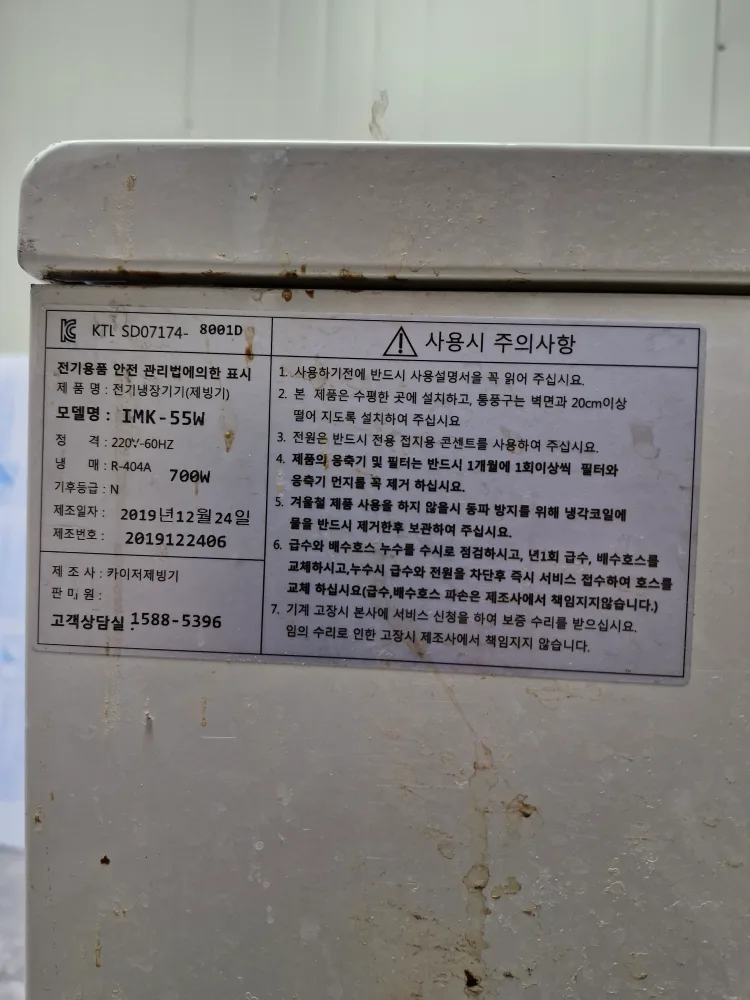 KC KTL SD07174- 8001D
전기용품 안전 관리법에의한 표시
제 품 명 : 전기냉장기기(제빙기)
모델명 : IMK-55W
정 격 : 220V-60HZ
냉 매 : R-404A 700W
기후등급 : N
제조일자 : 2019년12월24일
제조번호 : 2019122406
제 조 사 : 카이저제빙기
판 매 원 :
고객상담실 : 1588-5396
사용시 주의사항
1. 사용하기전에 반드시 사용설명서을 꼭 읽어 주십시요.
2. 본 제품은 수평한 곳에 설치하고, 통풍구는 벽면과 20cm이상
떨어 지도록 설치하여 주십시요
3. 전원은 반드시 전용 접지용 콘센트를 사용하여 주십시요.
4. 제품의 응축기 및 필터는 반드시 1개월에 1회이상씩 필터와
응축기 먼지를 꼭 제거 하십시요.
5. 겨울철 제품 사용을 하지 않을시 동파 방지를 위해 냉각코일에
물을 반드시 제거한후 보관하여 주십시요.
6. 급수와 배수호스 누수를 수시로 점검하시고, 년1회 급수, 배수호스를
교체하시고,누수시 급수와 전원을 차단후 즉시 서비스 접수하여 호스를
교체 하십시요(급수,배수호스 파손은 제조사에서 책임지지않습니다.)
7. 기계 고장시 본사에 서비스 신청을 하여 보증 수리를 받으십시요.
임의 수리로 인한 고장시 제조사에서 책임지지 않습니다.